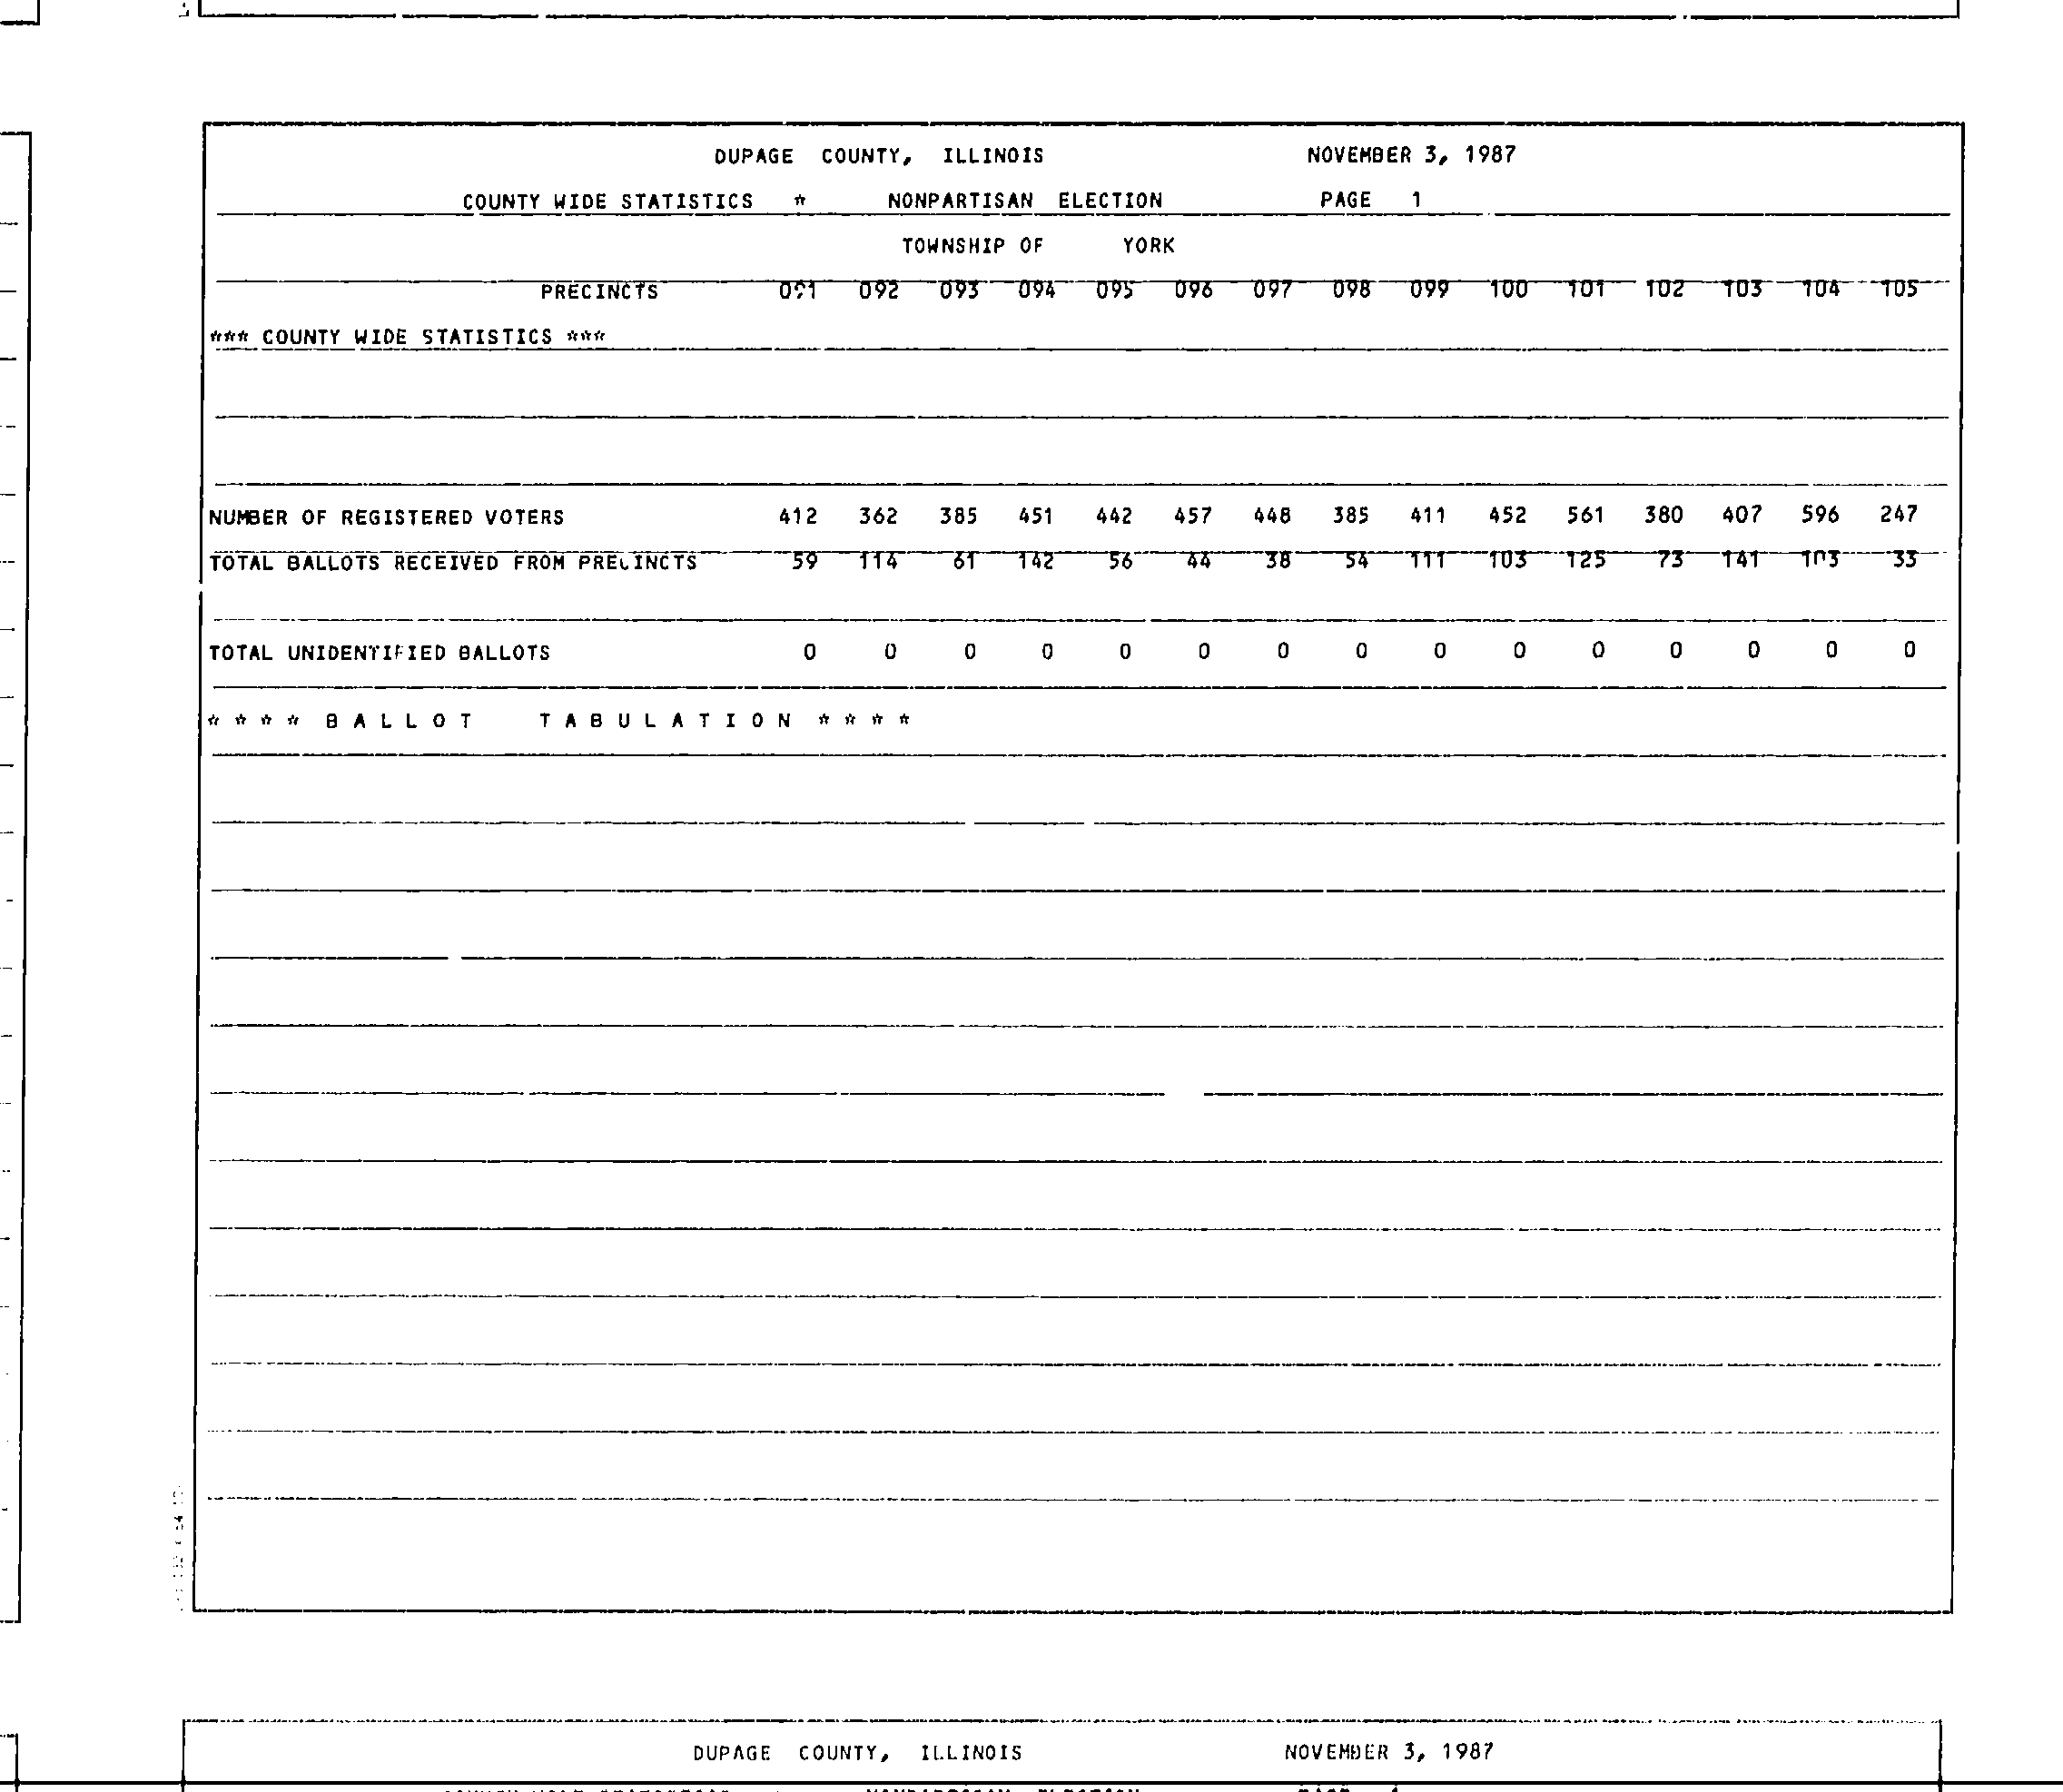 DUPAGE COUNTY, ILLINOIS NOVEMBER 3, 1987
COUNTY WIDE STATISTICS * NONPARTISAN ELECTION PAGE 1
TOWNSHIP OF YORK
PRECINCTS 091 092 093 094 095 096 097 098 099 100 101 102 103 104 105
*** COUNTY WIDE STATISTICS ***
NUMBER OF REGISTERED VOTERS 412 362 385 451 442 457 448 385 411 452 561 380 407 596 247
TOTAL BALLOTS RECEIVED FROM PRECINCTS 59 114 61 142 56 44 38 54 111 103 125 73 141 103 33
TOTAL UNIDENTIFIED BALLOTS 0 0 0 0 0 0 0 0 0 0 0 0 0 0 0
* * * * B A L L O T T A B U L A T I O N * * * *
DUPAGE COUNTY, ILLINOIS NOVEMBER 3, 1987